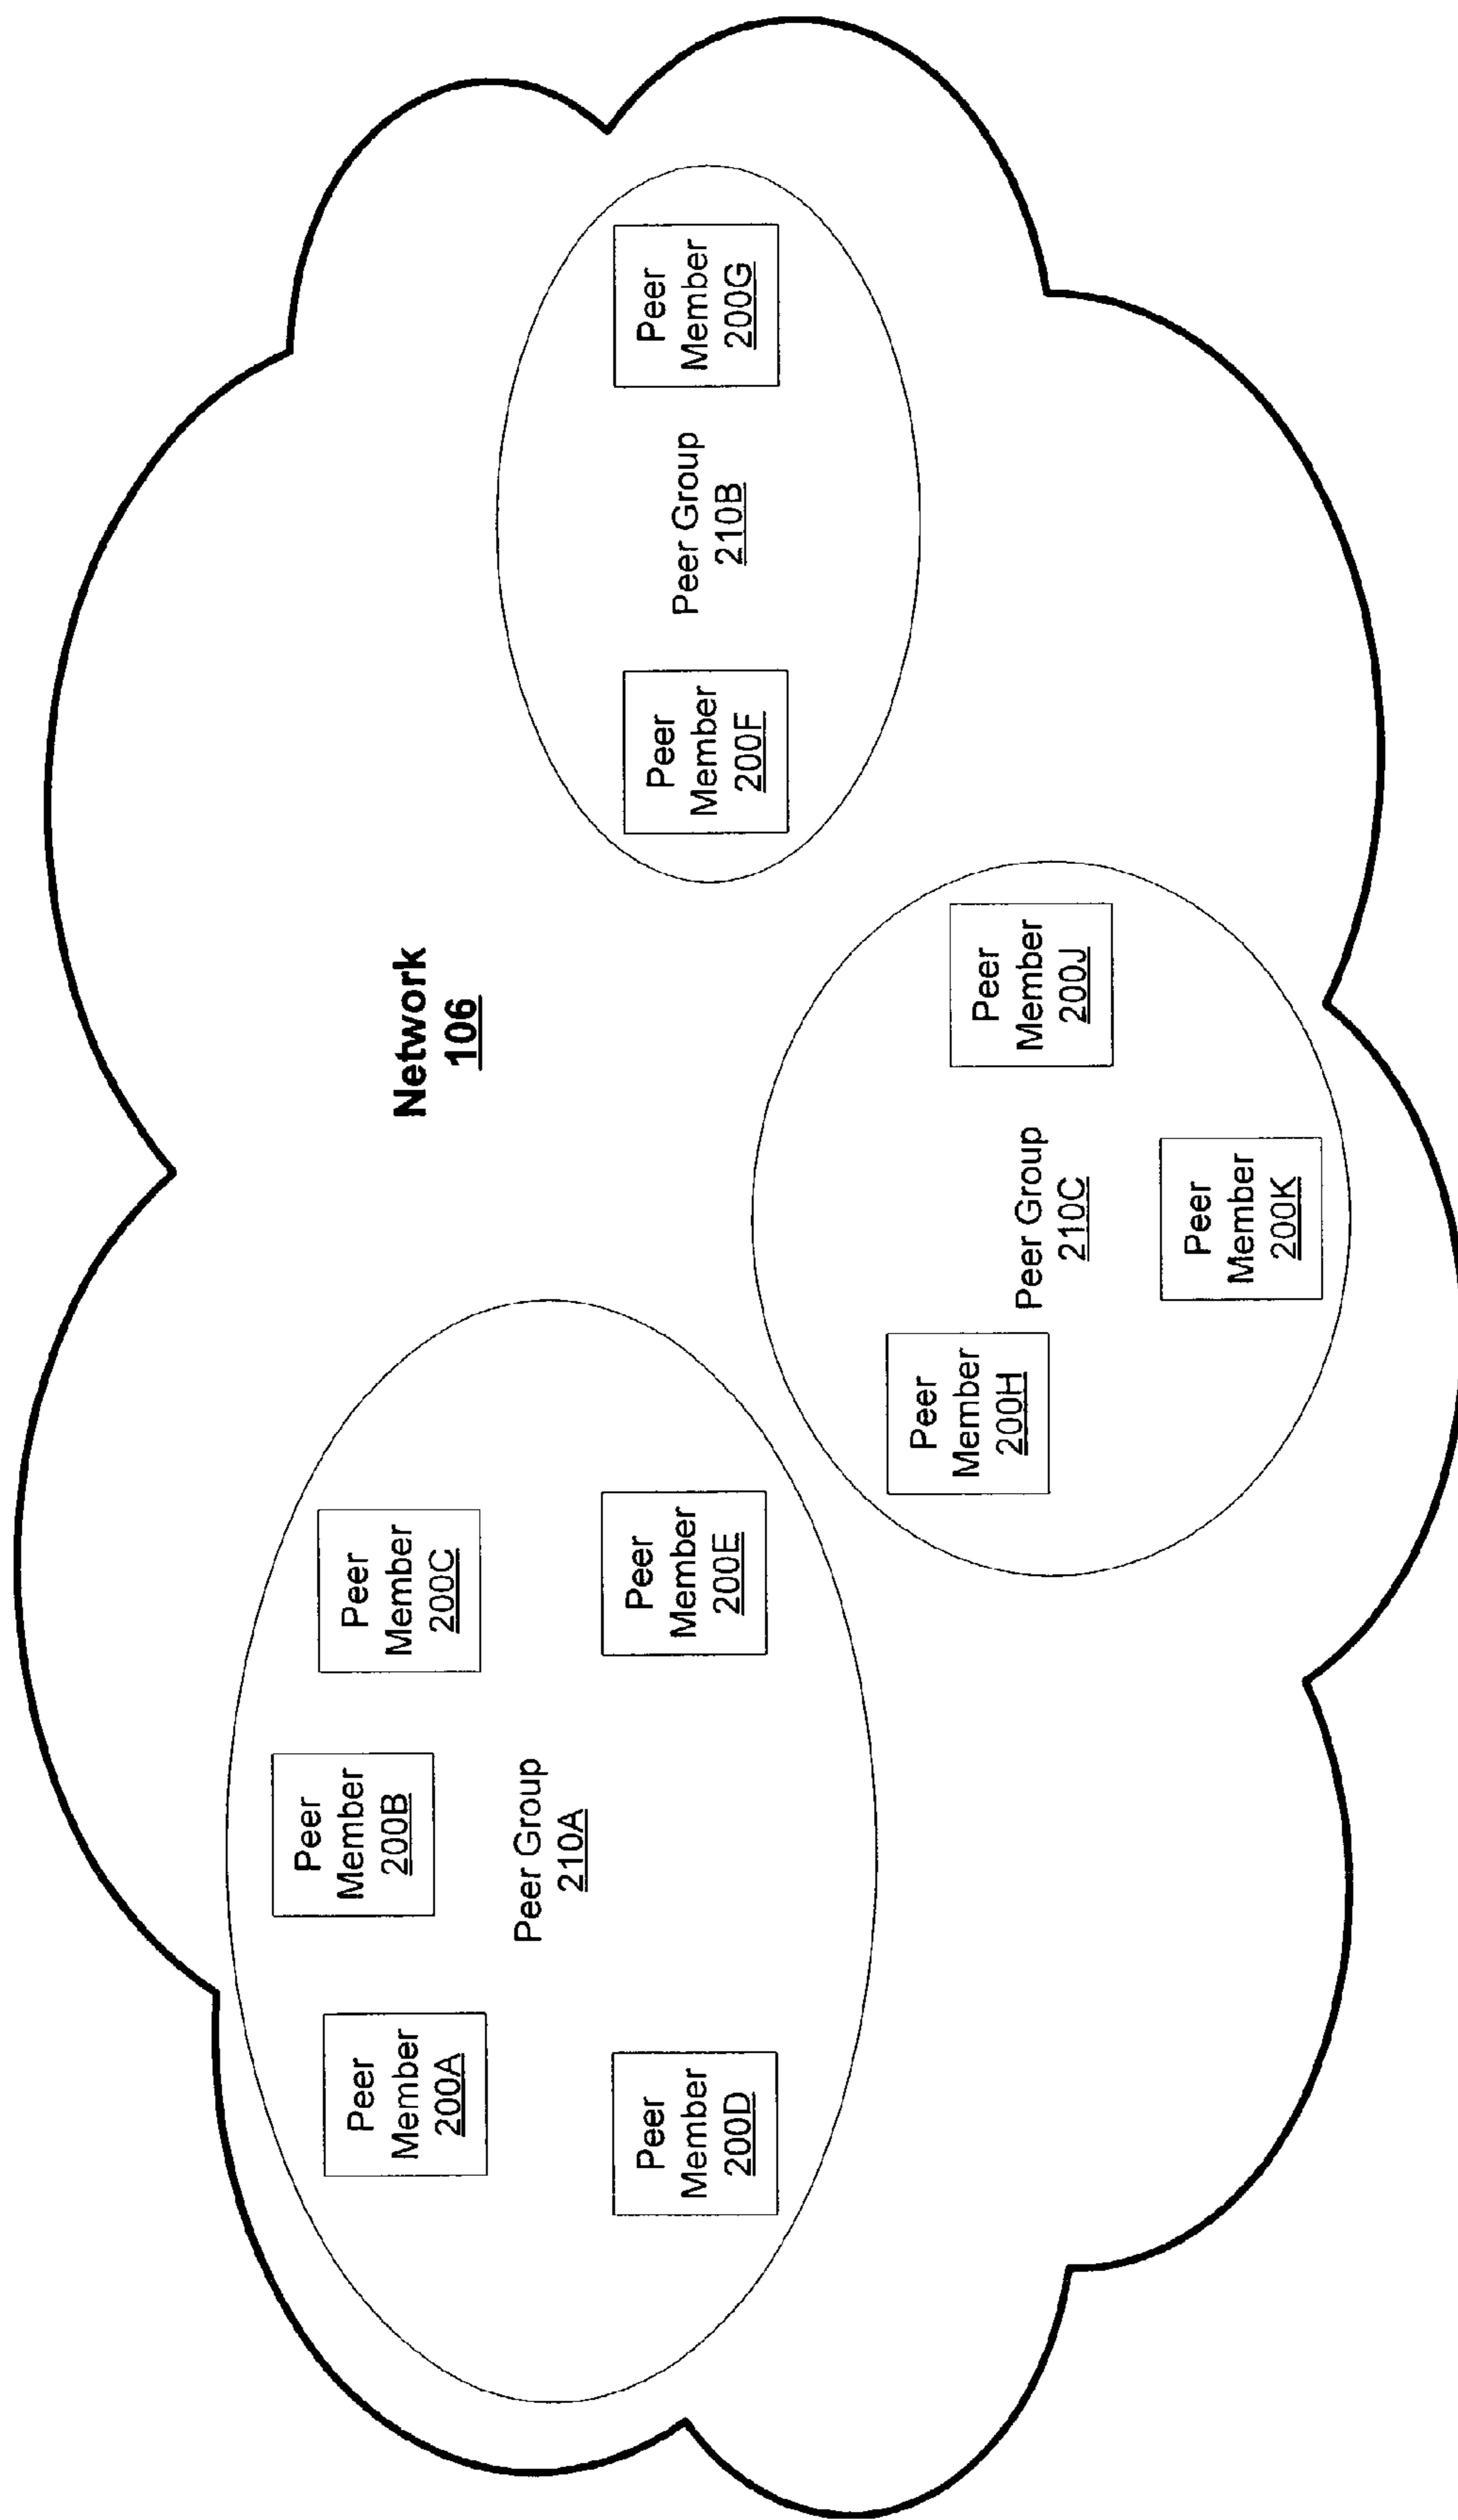 Network
106
Peer
Member
200A
Peer
Member
200B
Peer
Member
200C
Peer Group
210A
Peer
Member
200D
Peer
Member
200E
Peer
Member
200F
Peer Group
210B
Peer
Member
200G
Peer
Member
200H
Peer Group
210C
Peer
Member
200J
Peer
Member
200K